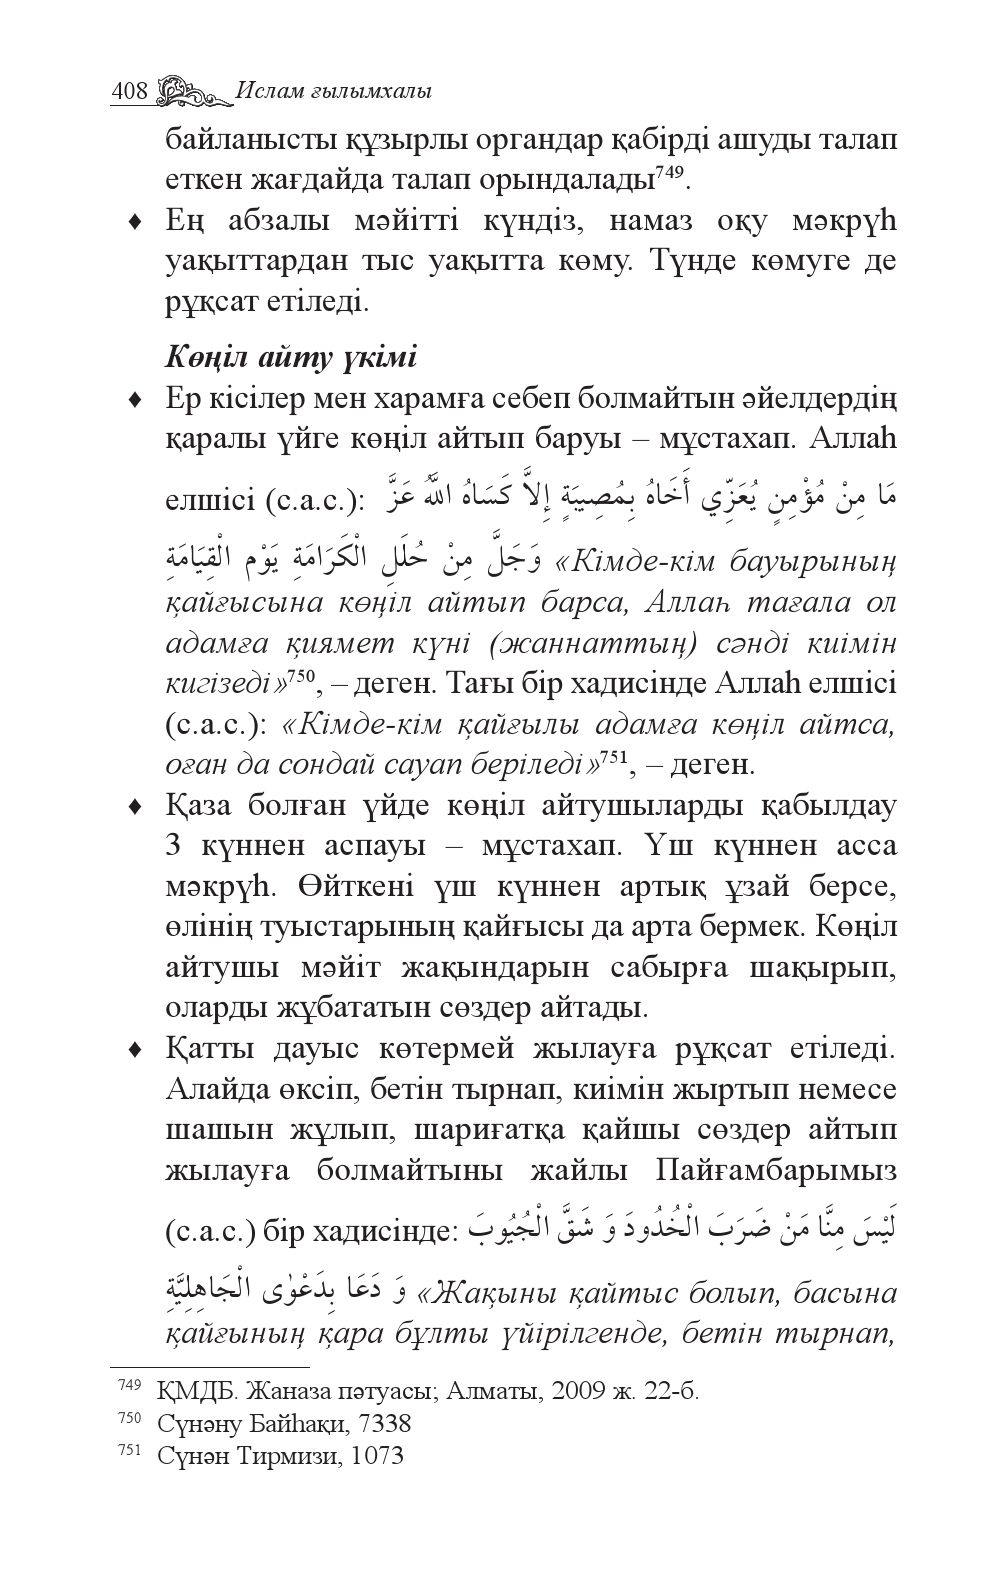 408 Ислам ғылымхалы
байланысты құзырлы органдар қабірді ашуды талап
еткен жағдайда талап орындалады⁷⁴⁹.
♦ Ең абзалы мәйітті күндіз, намаз оқу мәкрүһ
уақыттардан тыс уақытта көму. Түнде көмуге де
рұқсат етіледі.
Көңіл айту үкімі
♦ Ер кісілер мен харамға себеп болмайтын әйелдердің
қаралы үйге көңіл айтып баруы – мұстахап. Аллаһ
елшісі (с.а.с.): مَا مِنْ مُؤْمِنٍ يُعَزِّي أَخَاهُ بِمُصِيبَةٍ إِلاَّ كَسَاهُ اللَّهُ عَزَّ
وَجَلَّ مِنْ حُلَلِ الْكَرَامَةِ يَوْم الْقِيَامَةِ «Кімде-кім бауырының
қайғысына көңіл айтып барса, Аллаһ тағала ол
адамға қиямет күні (жаннаттың) сәнді киімін
кигізеді»⁷⁵⁰, – деген. Тағы бір хадисінде Аллаһ елшісі
(с.а.с.): «Кімде-кім қайғылы адамға көңіл айтса,
оған да сондай сауап беріледі»⁷⁵¹, – деген.
♦ Қаза болған үйде көңіл айтушыларды қабылдау
3 күннен аспауы – мұстахап. Үш күннен асса
мәкрүһ. Өйткені үш күннен артық ұзай берсе,
өлінің туыстарының қайғысы да арта бермек. Көңіл
айтушы мәйіт жақындарын сабырға шақырып,
оларды жұбататын сөздер айтады.
♦ Қатты дауыс көтермей жылауға рұқсат етіледі.
Алайда өксіп, бетін тырнап, киімін жыртып немесе
шашын жұлып, шариғатқа қайшы сөздер айтып
жылауға болмайтыны жайлы Пайғамбарымыз
(с.а.с.) бір хадисінде: لَيْسَ مِنَّا مَنْ ضَرَبَ الْخُدُودَ وَ شَقَّ الْجُيُوبَ
وَ دَعَا بِدَعْوٰى الْجَاهِلِيَّةِ «Жақыны қайтыс болып, басына
қайғының қара бұлты үйірілгенде, бетін тырнап,
⁷⁴⁹ ҚМДБ. Жаназа пәтуасы; Алматы, 2009 ж. 22-б.
⁷⁵⁰ Сүнәну Байһақи, 7338
⁷⁵¹ Сүнән Тирмизи, 1073